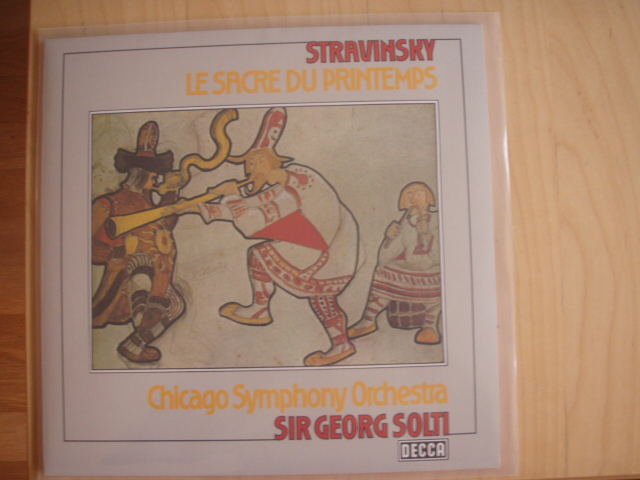 STRAVINSKY
LE SACRE DU PRINTEMPS
Chicago Symphony Orchestra
SIR GEORG SOLTI
DECCA